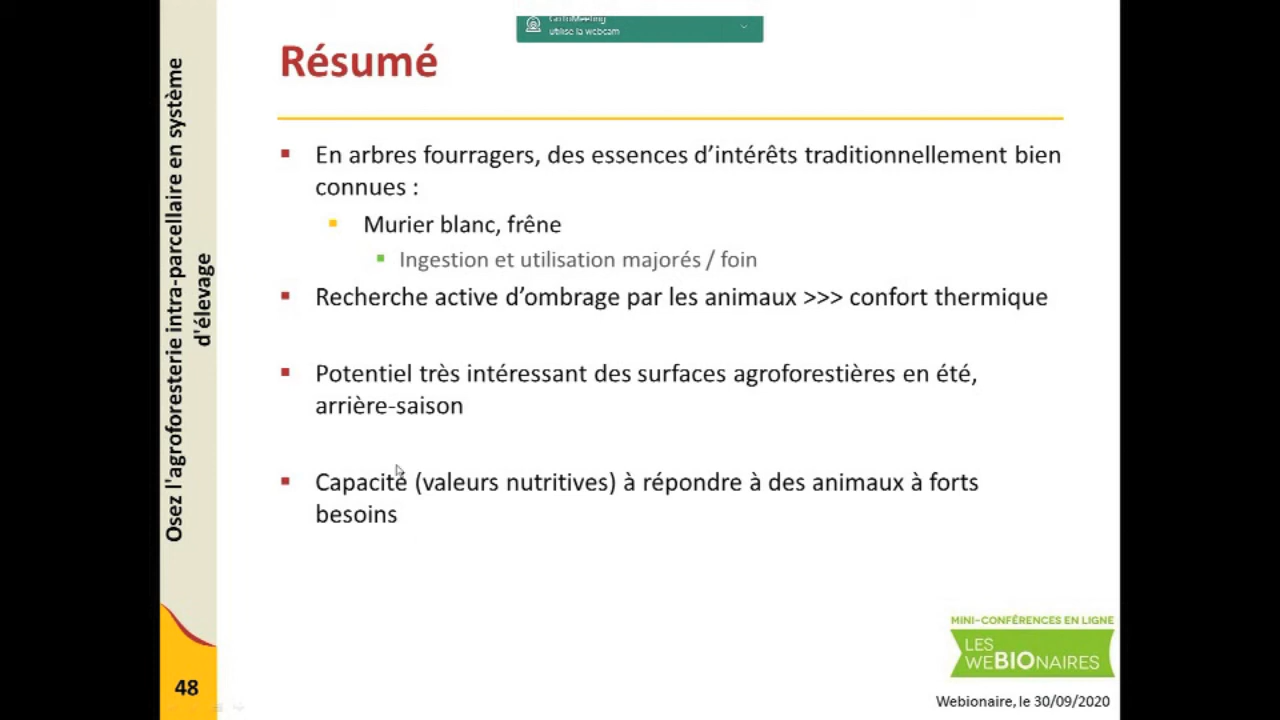 GoToMeeting
utilise la webcam
Résumé
Osez l'agroforesterie intra-parcellaire en système
d'élevage
En arbres fourragers, des essences d’intérêts traditionnellement bien
connues :
Murier blanc, frêne
Ingestion et utilisation majorés / foin
Recherche active d’ombrage par les animaux >>> confort thermique
Potentiel très intéressant des surfaces agroforestières en été,
arrière-saison
Capacité (valeurs nutritives) à répondre à des animaux à forts
besoins
MINI-CONFÉRENCES EN LIGNE
LES
WEBIONAIRES
48
Webionaire, le 30/09/2020